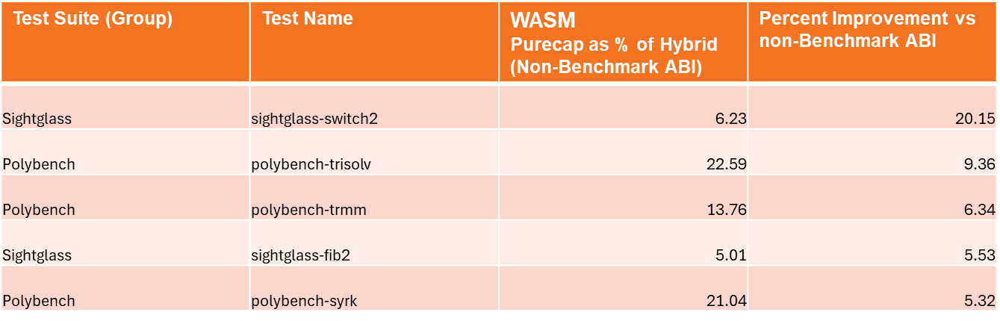 Test Suite (Group)
Test Name
WASM
Purecap as % of Hybrid
(Non-Benchmark ABI)
Percent Improvement vs
non-Benchmark ABI
Sightglass sightglass-switch2 6.23 20.15
Polybench polybench-trisolv 22.59 9.36
Polybench polybench-trmm 13.76 6.34
Sightglass sightglass-fib2 5.01 5.53
Polybench polybench-syrk 21.04 5.32